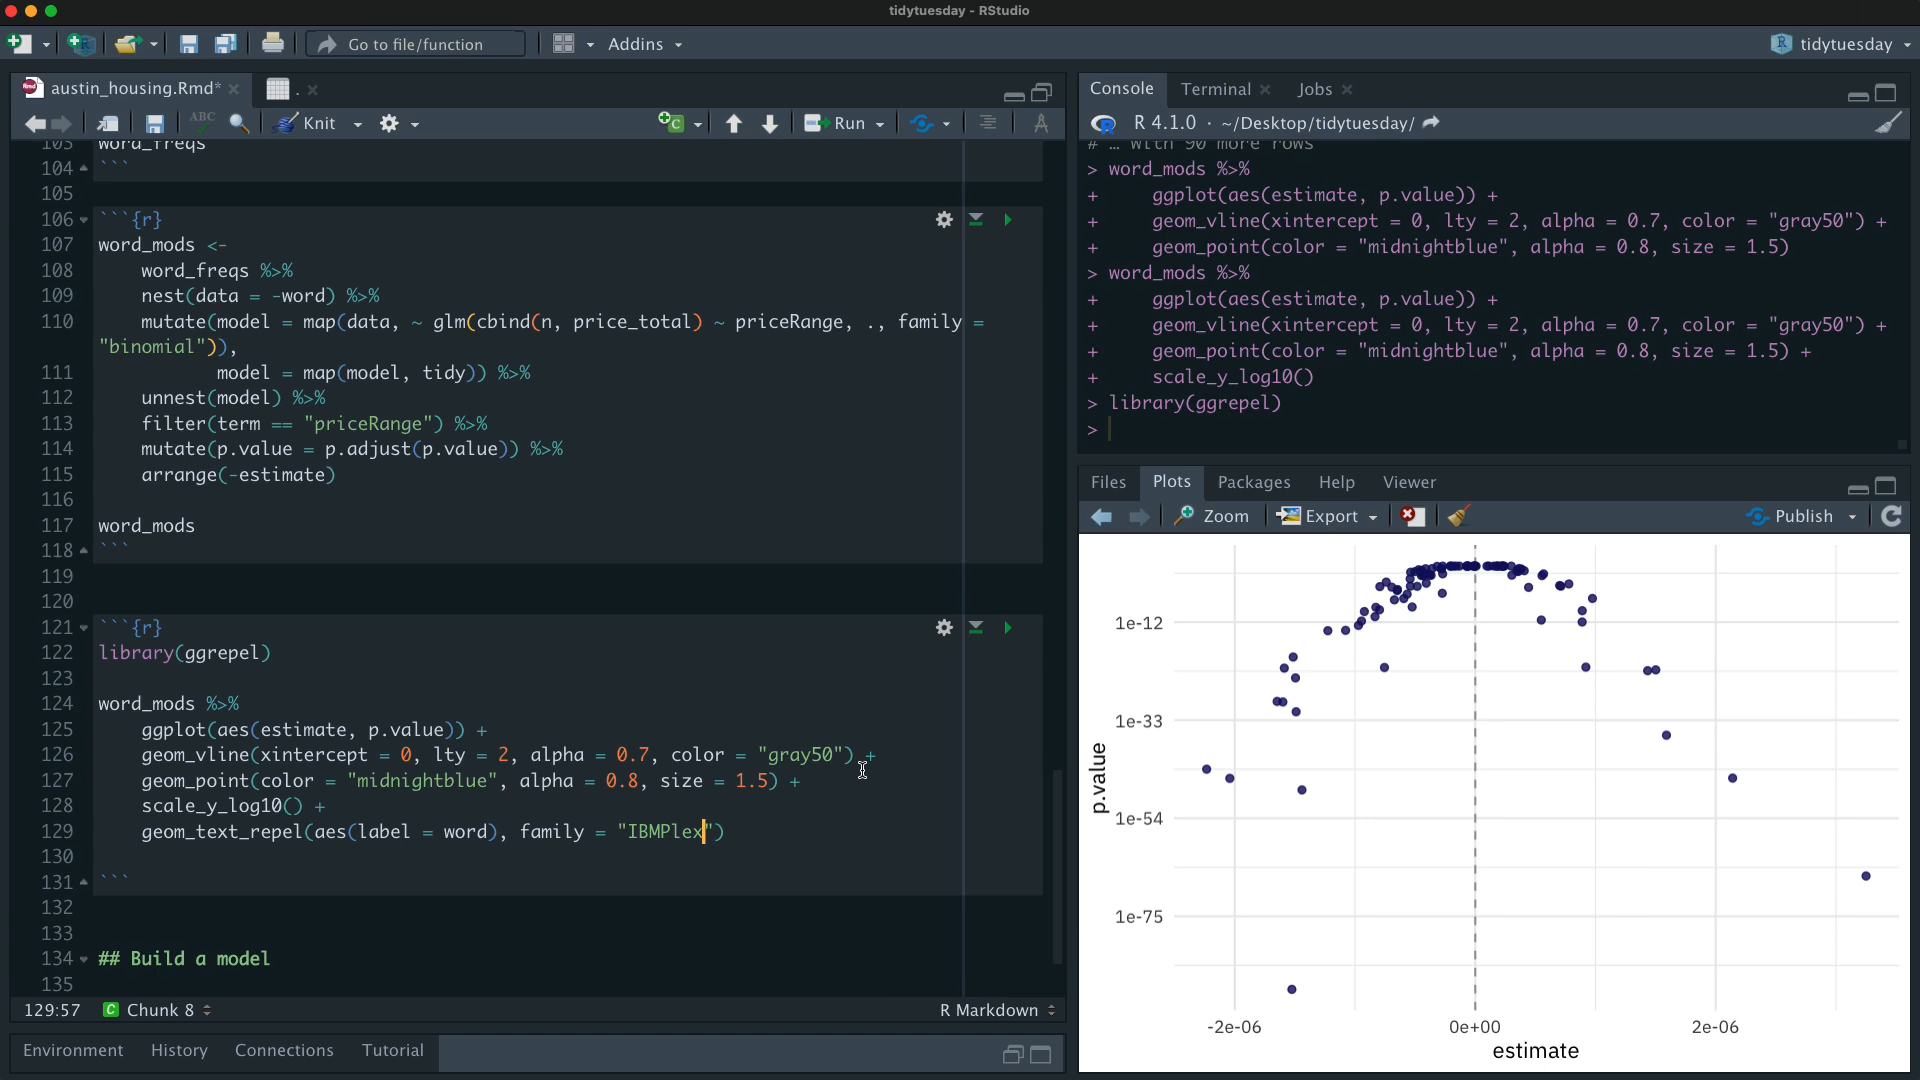 tidytuesday - RStudio
Go to file/function
Addins
tidytuesday
austin_housing.Rmd*
.
ABC
Knit
Run
103 word_freqs
104 ```
105
106 ```{r}
107 word_mods <-
108 word_freqs %>%
109 nest(data = -word) %>%
110 mutate(model = map(data, ~ glm(cbind(n, price_total) ~ priceRange, ., family =
"binomial")),
111 model = map(model, tidy)) %>%
112 unnest(model) %>%
113 filter(term == "priceRange") %>%
114 mutate(p.value = p.adjust(p.value)) %>%
115 arrange(-estimate)
116
117 word_mods
118 ```
119
120
121 ```{r}
122 library(ggrepel)
123
124 word_mods %>%
125 ggplot(aes(estimate, p.value)) +
126 geom_vline(xintercept = 0, lty = 2, alpha = 0.7, color = "gray50") +
127 geom_point(color = "midnightblue", alpha = 0.8, size = 1.5) +
128 scale_y_log10() +
129 geom_text_repel(aes(label = word), family = "IBMPlex")
130
131 ```
132
133
134 ## Build a model
135
129:57
C Chunk 8
R Markdown
Environment
History
Connections
Tutorial
Console
Terminal
Jobs
R 4.1.0 · ~/Desktop/tidytuesday/
# … with 90 more rows
> word_mods %>%
+ ggplot(aes(estimate, p.value)) +
+ geom_vline(xintercept = 0, lty = 2, alpha = 0.7, color = "gray50") +
+ geom_point(color = "midnightblue", alpha = 0.8, size = 1.5)
> word_mods %>%
+ ggplot(aes(estimate, p.value)) +
+ geom_vline(xintercept = 0, lty = 2, alpha = 0.7, color = "gray50") +
+ geom_point(color = "midnightblue", alpha = 0.8, size = 1.5) +
+ scale_y_log10()
> library(ggrepel)
>
Files
Plots
Packages
Help
Viewer
Zoom
Export
Publish
1e-12
1e-33
1e-54
1e-75
p.value
-2e-06
0e+00
2e-06
estimate